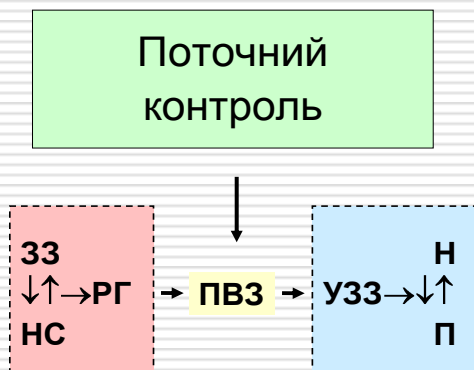 Поточний
контроль
ЗЗ
↓↑→РГ
НС
ПВЗ
Н
УЗЗ→↓↑
П